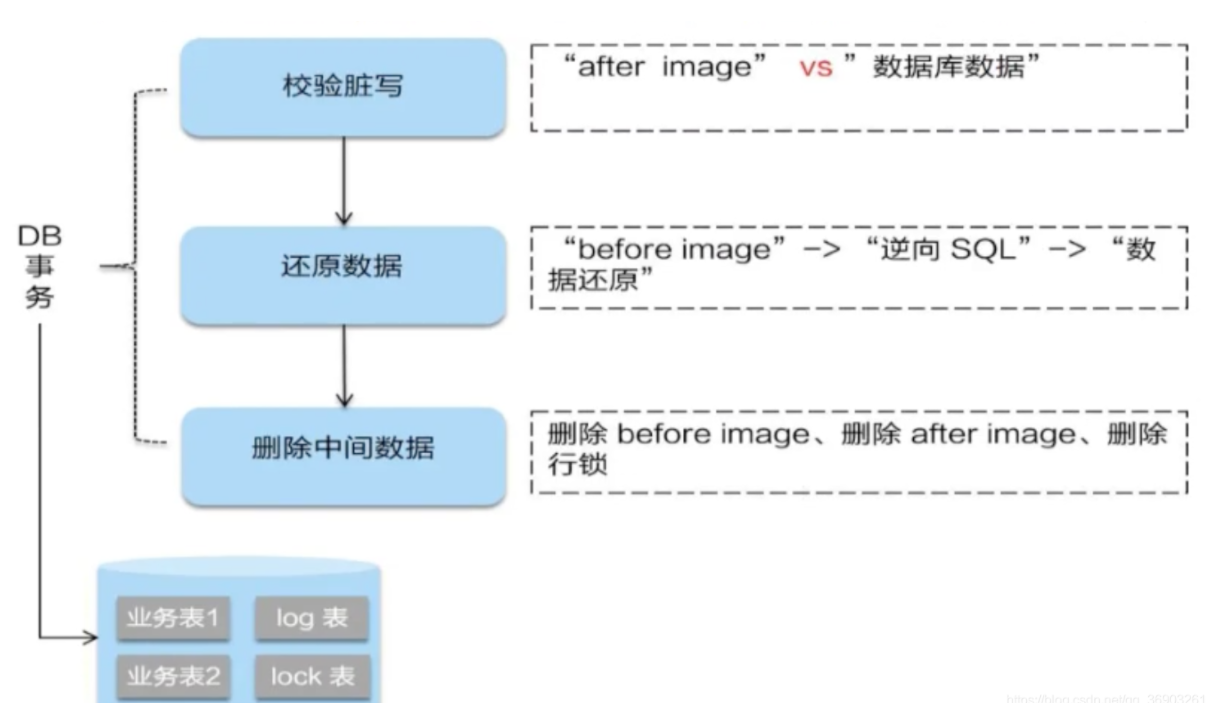 校验脏写
“after image” vs ”数据库数据”
DB
事
务
还原数据
“before image” -> “逆向 SQL” -> “数
据还原”
删除中间数据
删除 before image、删除 after image、删除
行锁
业务表1
log 表
业务表2
lock 表
https://blog.csdn.net/qq_36903261